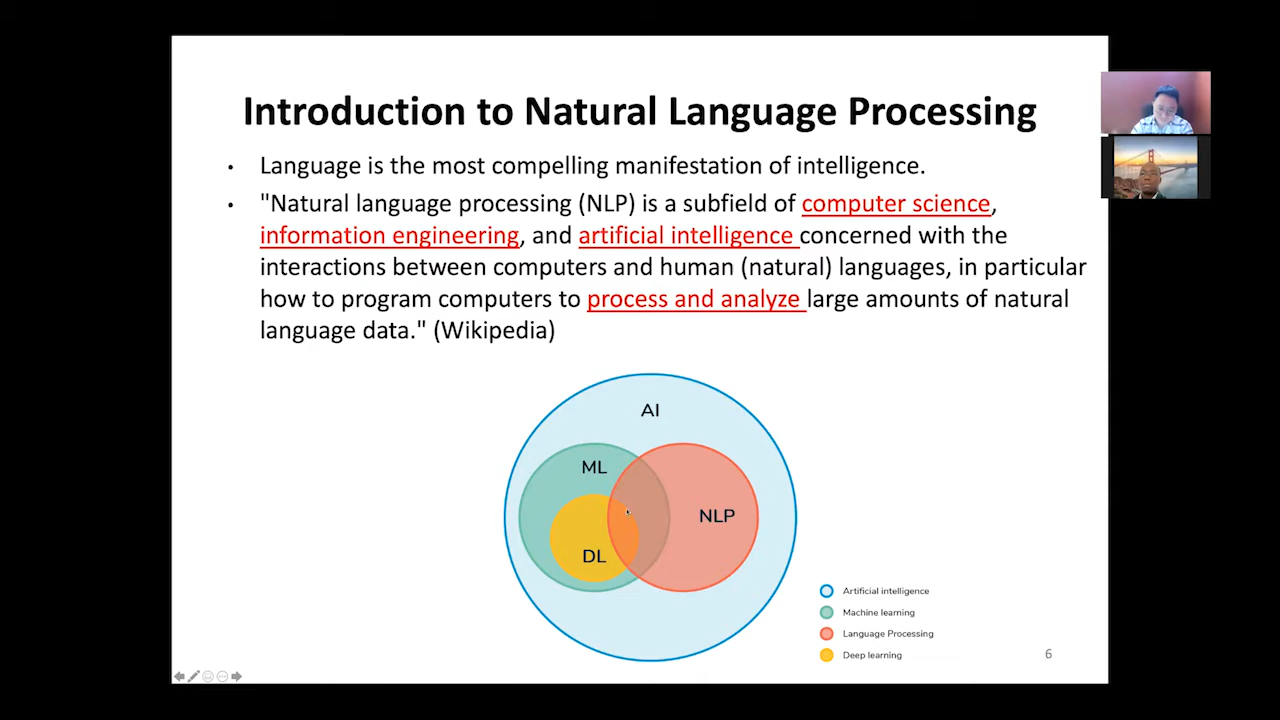 Introduction to Natural Language Processing
• Language is the most compelling manifestation of intelligence.
• "Natural language processing (NLP) is a subfield of computer science,
information engineering, and artificial intelligence concerned with the
interactions between computers and human (natural) languages, in particular
how to program computers to process and analyze large amounts of natural
language data." (Wikipedia)
AI
ML
NLP
DL
Artificial intelligence
Machine learning
Language Processing
Deep learning
6